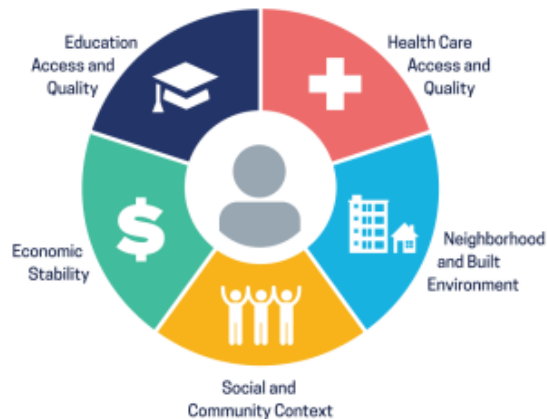 Education
Access and
Quality
Health Care
Access and
Quality
Economic
Stability
$
Neighborhood
and Built
Environment
Social and
Community Context